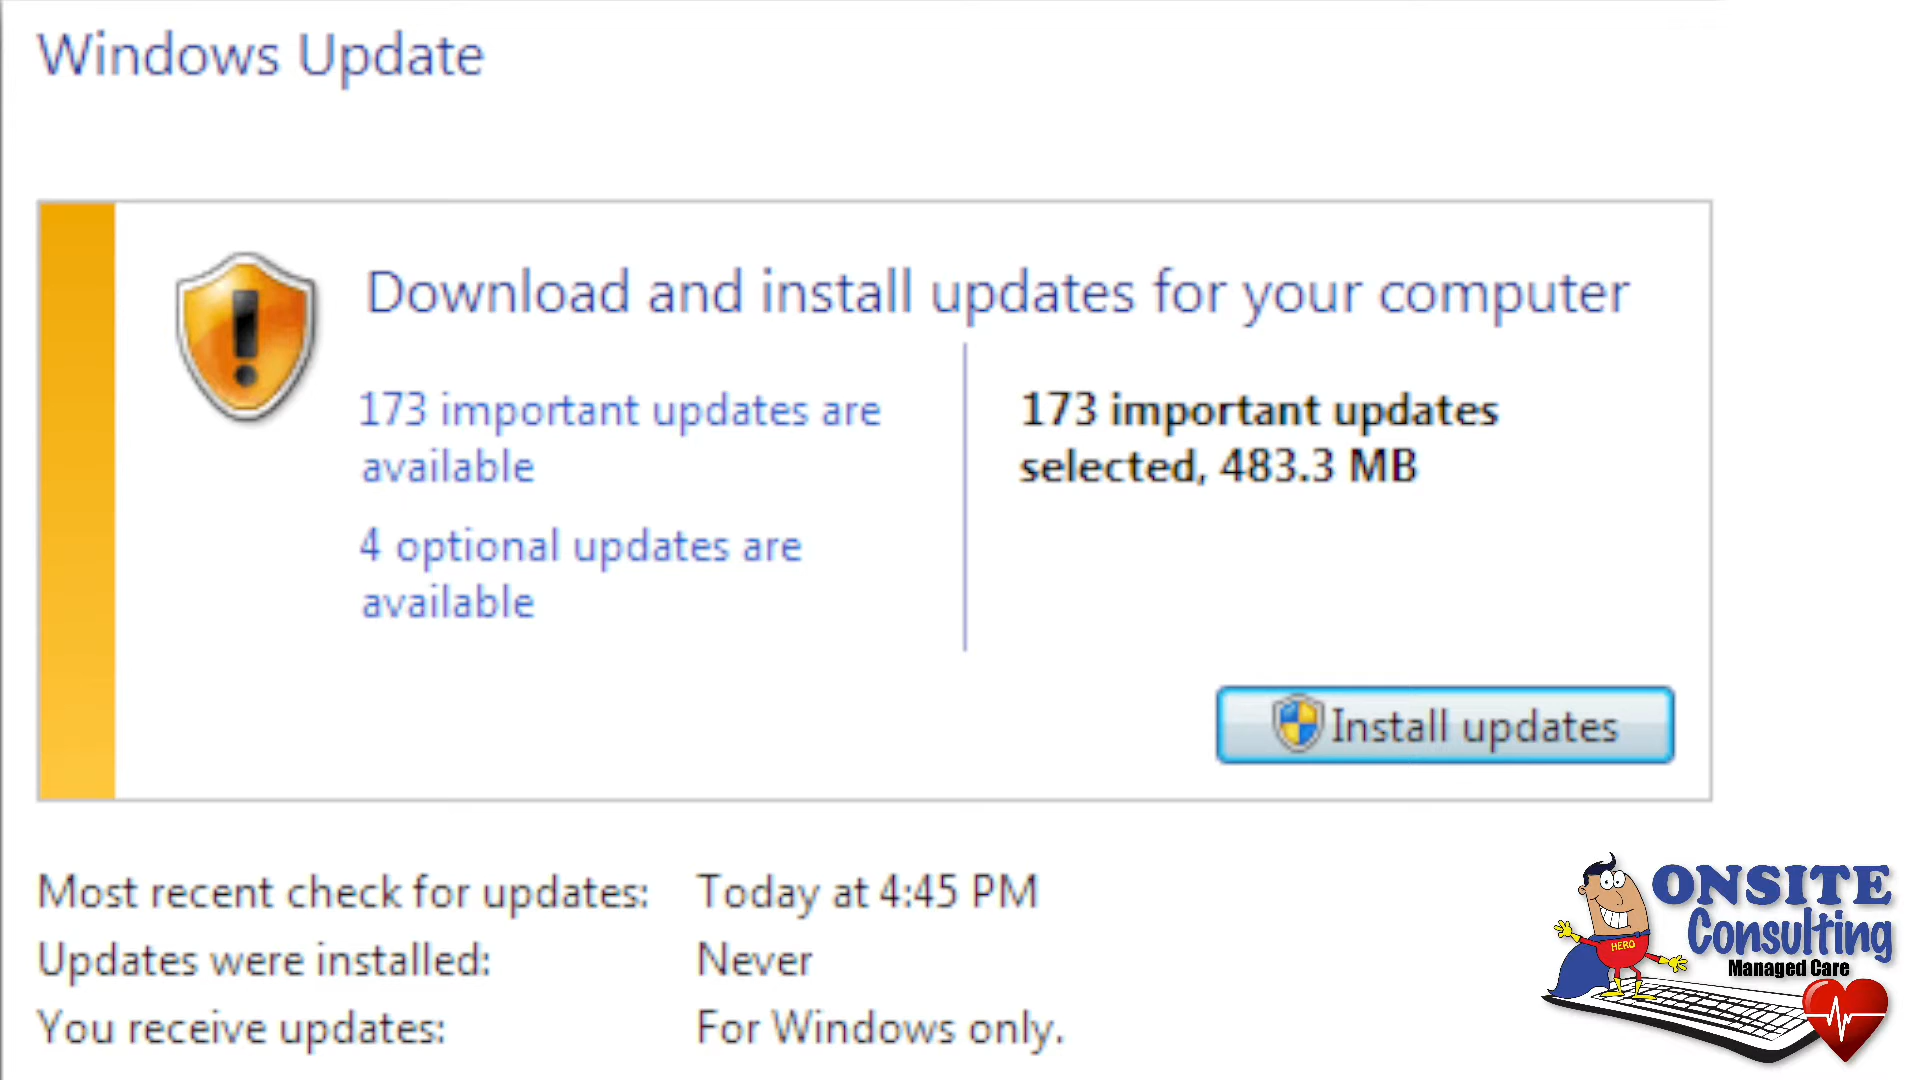 Windows Update
Download and install updates for your computer
173 important updates are
available
4 optional updates are
available
173 important updates
selected, 483.3 MB
Install updates
Most recent check for updates: Today at 4:45 PM
Updates were installed: Never
You receive updates: For Windows only.
ONSITE
Consulting
Managed Care
HERO